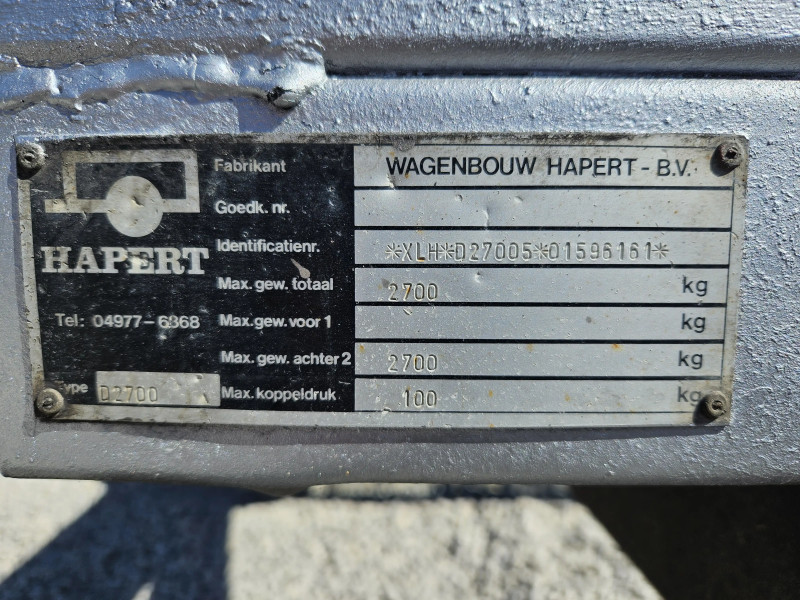 Fabrikant WAGENBOUW HAPERT - B.V.
Goedk. nr.
HAPERT
Identificatienr. *XLH*D27005*01596161*
Max. gew. totaal 2700 kg
Tel: 04977-6868
Max. gew. voor 1 kg
Max. gew. achter 2 2700 kg
Type D2700
Max. koppeldruk 100 kg